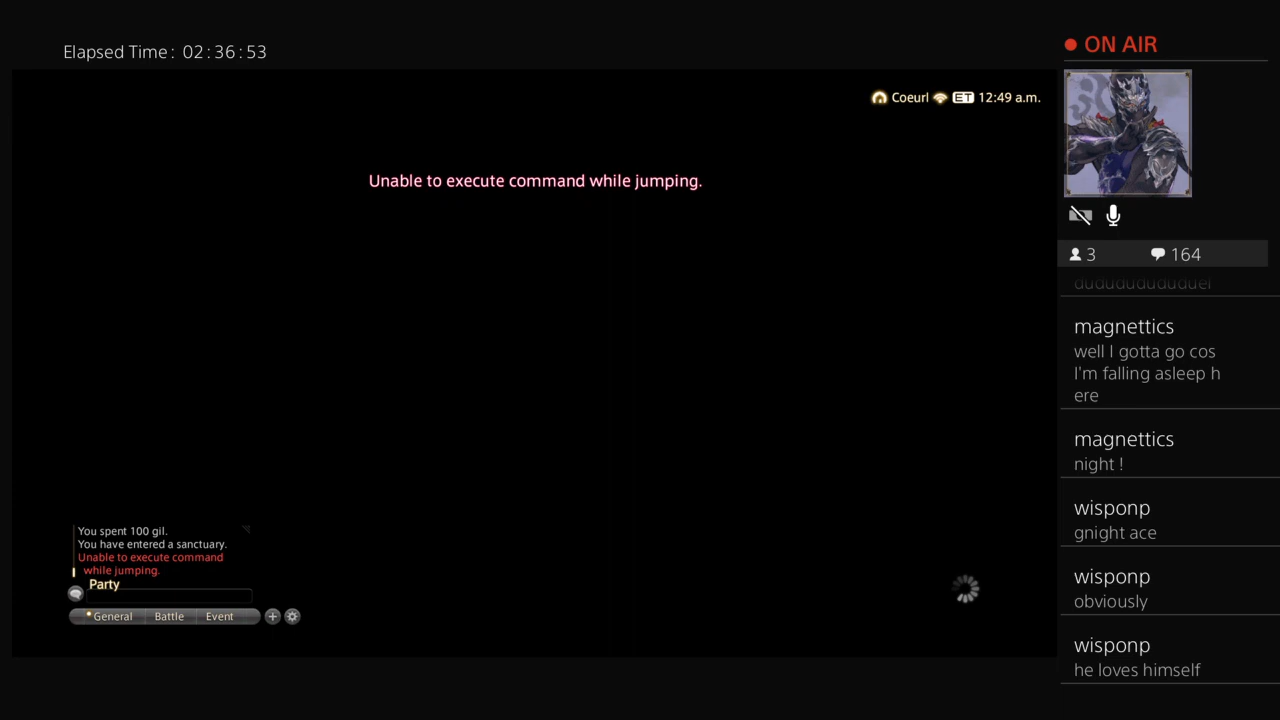 Elapsed Time: 02:36:53
ON AIR
Coeurl ET 12:49 a.m.
Unable to execute command while jumping.
3 164
dudududududuel
magnettics
well I gotta go cos
I'm falling asleep h
ere
magnettics
night !
wisponp
gnight ace
wisponp
obviously
wisponp
he loves himself
You spent 100 gil.
You have entered a sanctuary.
Unable to execute command
while jumping.
Party
General Battle Event